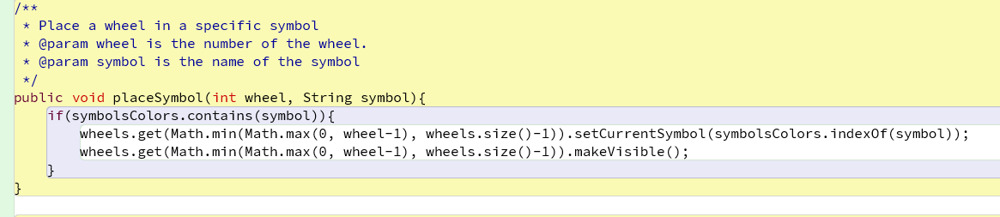 /**
 * Place a wheel in a specific symbol
 * @param wheel is the number of the wheel.
 * @param symbol is the name of the symbol
 */
public void placeSymbol(int wheel, String symbol){
    if(symbolsColors.contains(symbol)){
        wheels.get(Math.min(Math.max(0, wheel-1), wheels.size()-1)).setCurrentSymbol(symbolsColors.indexOf(symbol));
        wheels.get(Math.min(Math.max(0, wheel-1), wheels.size()-1)).makeVisible();
    }
}